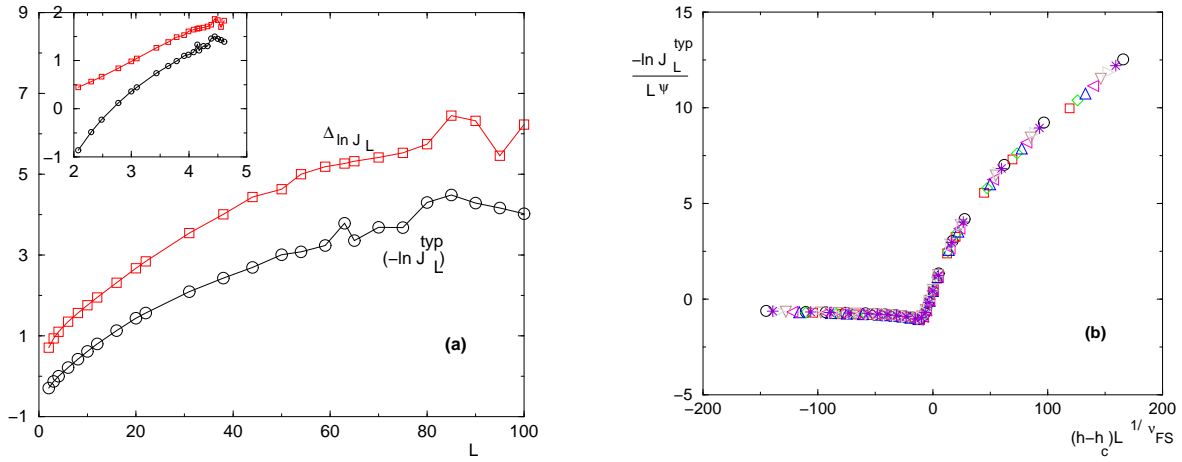 2
1
0
−1
2 3 4 5
9
7
5
3
1
−1
0 20 40 60 80 100
L
Δ ln J L
typ
(−ln J L)
(a)
15
10
5
0
−5
−200 −100 0 100 200
−ln J L typ
L ψ
(b)
(h−h c)L 1/ ν FS